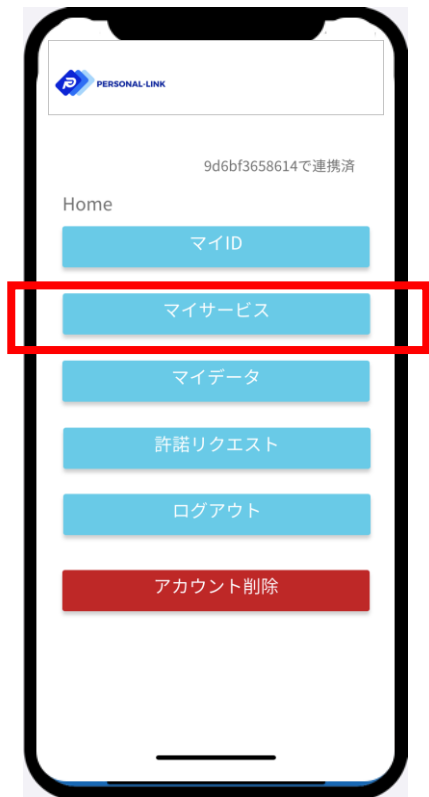 PERSONAL-LINK
9d6bf3658614で連携済
Home
マイID
マイサービス
マイデータ
許諾リクエスト
ログアウト
アカウント削除